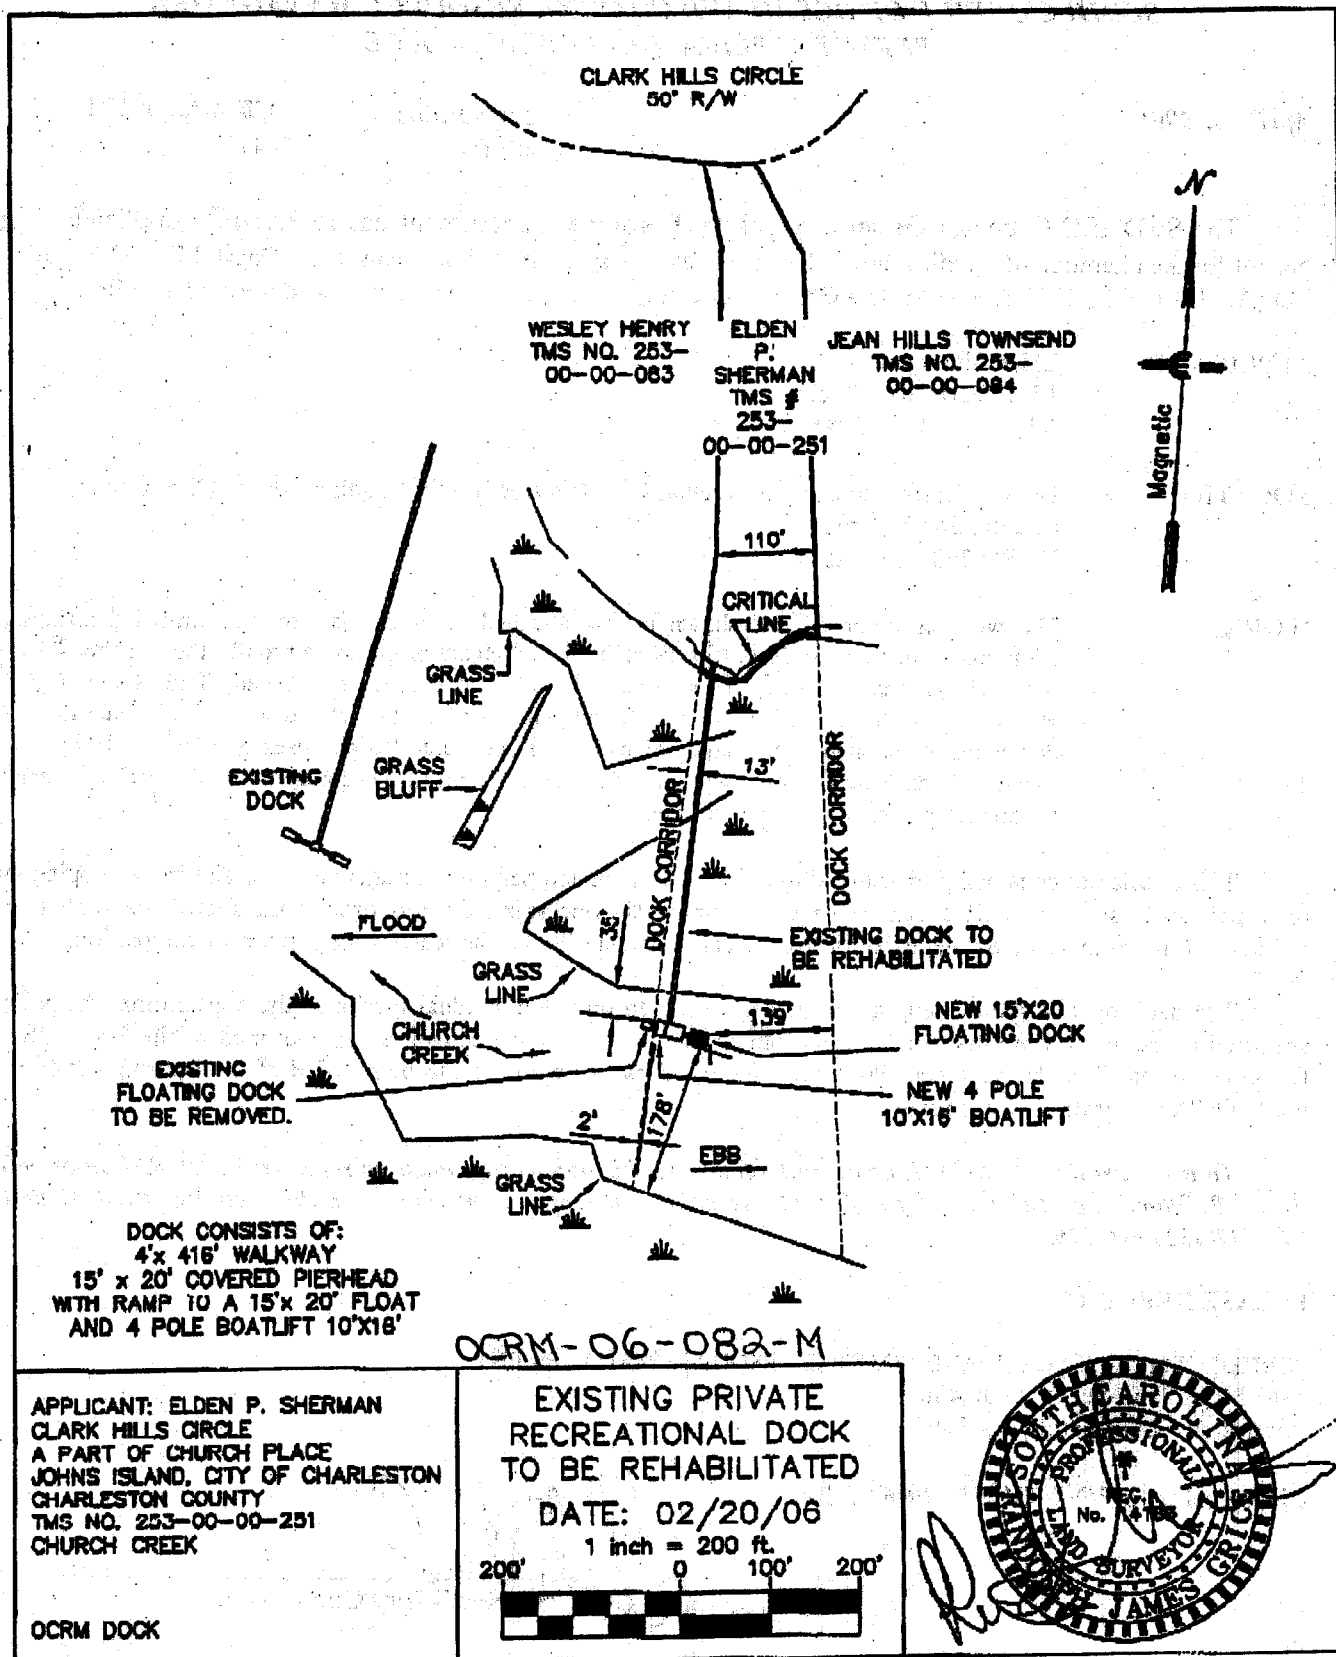 CLARK HILLS CIRCLE
50' R/W
N
Magnetic
WESLEY HENRY
TMS NO. 253-
00-00-083
ELDEN
P.
SHERMAN
TMS #
253-
00-00-251
JEAN HILLS TOWNSEND
TMS NO. 253-
00-00-084
110'
CRITICAL
LINE
GRASS
LINE
GRASS
BLUFF
EXISTING
DOCK
13'
DOCK CORRIDOR
DOCK CORRIDOR
FLOOD
35'
GRASS
LINE
EXISTING DOCK TO
BE REHABILITATED
CHURCH
CREEK
139'
NEW 15'X20
FLOATING DOCK
EXISTING
FLOATING DOCK
TO BE REMOVED.
NEW 4 POLE
10'X16' BOATLIFT
2'
178'
EBB
GRASS
LINE
DOCK CONSISTS OF:
4'x 416' WALKWAY
15' x 20' COVERED PIERHEAD
WITH RAMP TO A 15'x 20' FLOAT
AND 4 POLE BOATLIFT 10'X16'
OCRM-06-082-M
APPLICANT: ELDEN P. SHERMAN
CLARK HILLS CIRCLE
A PART OF CHURCH PLACE
JOHNS ISLAND, CITY OF CHARLESTON
CHARLESTON COUNTY
TMS NO. 253-00-00-251
CHURCH CREEK
OCRM DOCK
EXISTING PRIVATE
RECREATIONAL DOCK
TO BE REHABILITATED
DATE: 02/20/06
1 inch = 200 ft.
200' 0 100' 200'
SOUTH CAROLINA
PROFESSIONAL
REG.
No.
LAND SURVEYOR
JAMES